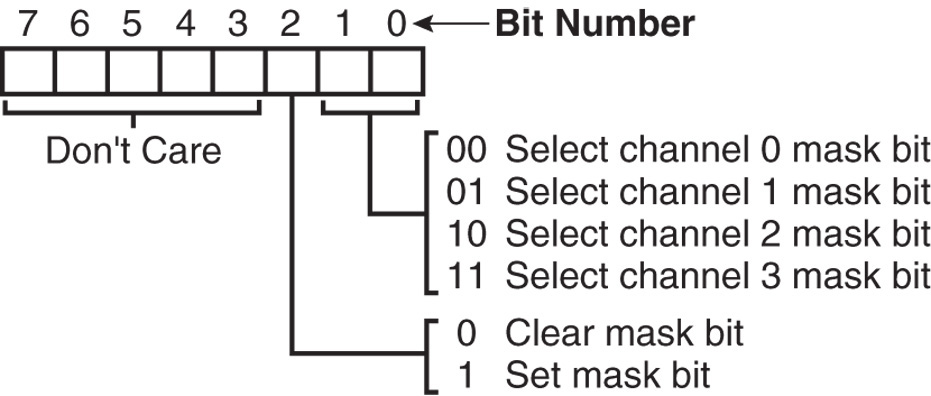 7 6 5 4 3 2 1 0 Bit Number
Don't Care
00 Select channel 0 mask bit
01 Select channel 1 mask bit
10 Select channel 2 mask bit
11 Select channel 3 mask bit
0 Clear mask bit
1 Set mask bit